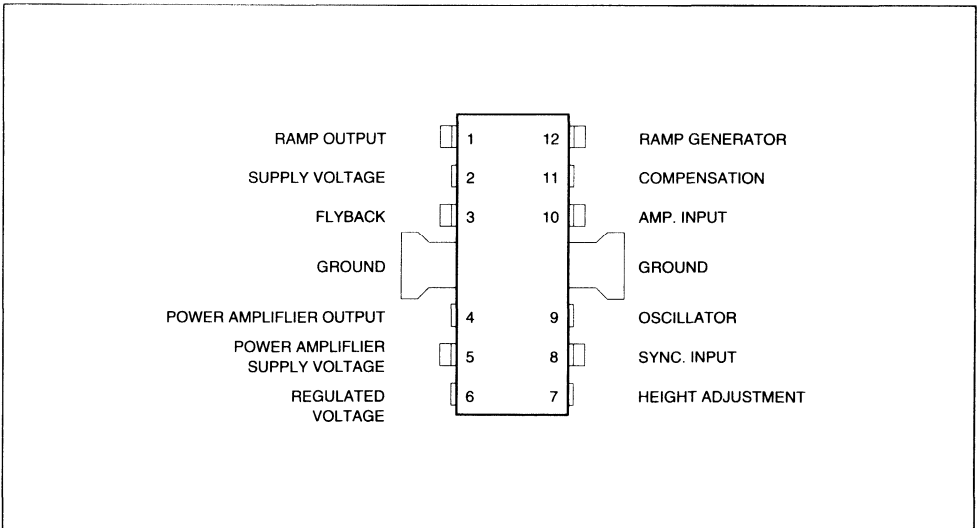 RAMP OUTPUT 1 12 RAMP GENERATOR
SUPPLY VOLTAGE 2 11 COMPENSATION
FLYBACK 3 10 AMP. INPUT
GROUND GROUND
POWER AMPLIFLIER OUTPUT 4 9 OSCILLATOR
POWER AMPLIFLIER
SUPPLY VOLTAGE 5 8 SYNC. INPUT
REGULATED
VOLTAGE 6 7 HEIGHT ADJUSTMENT